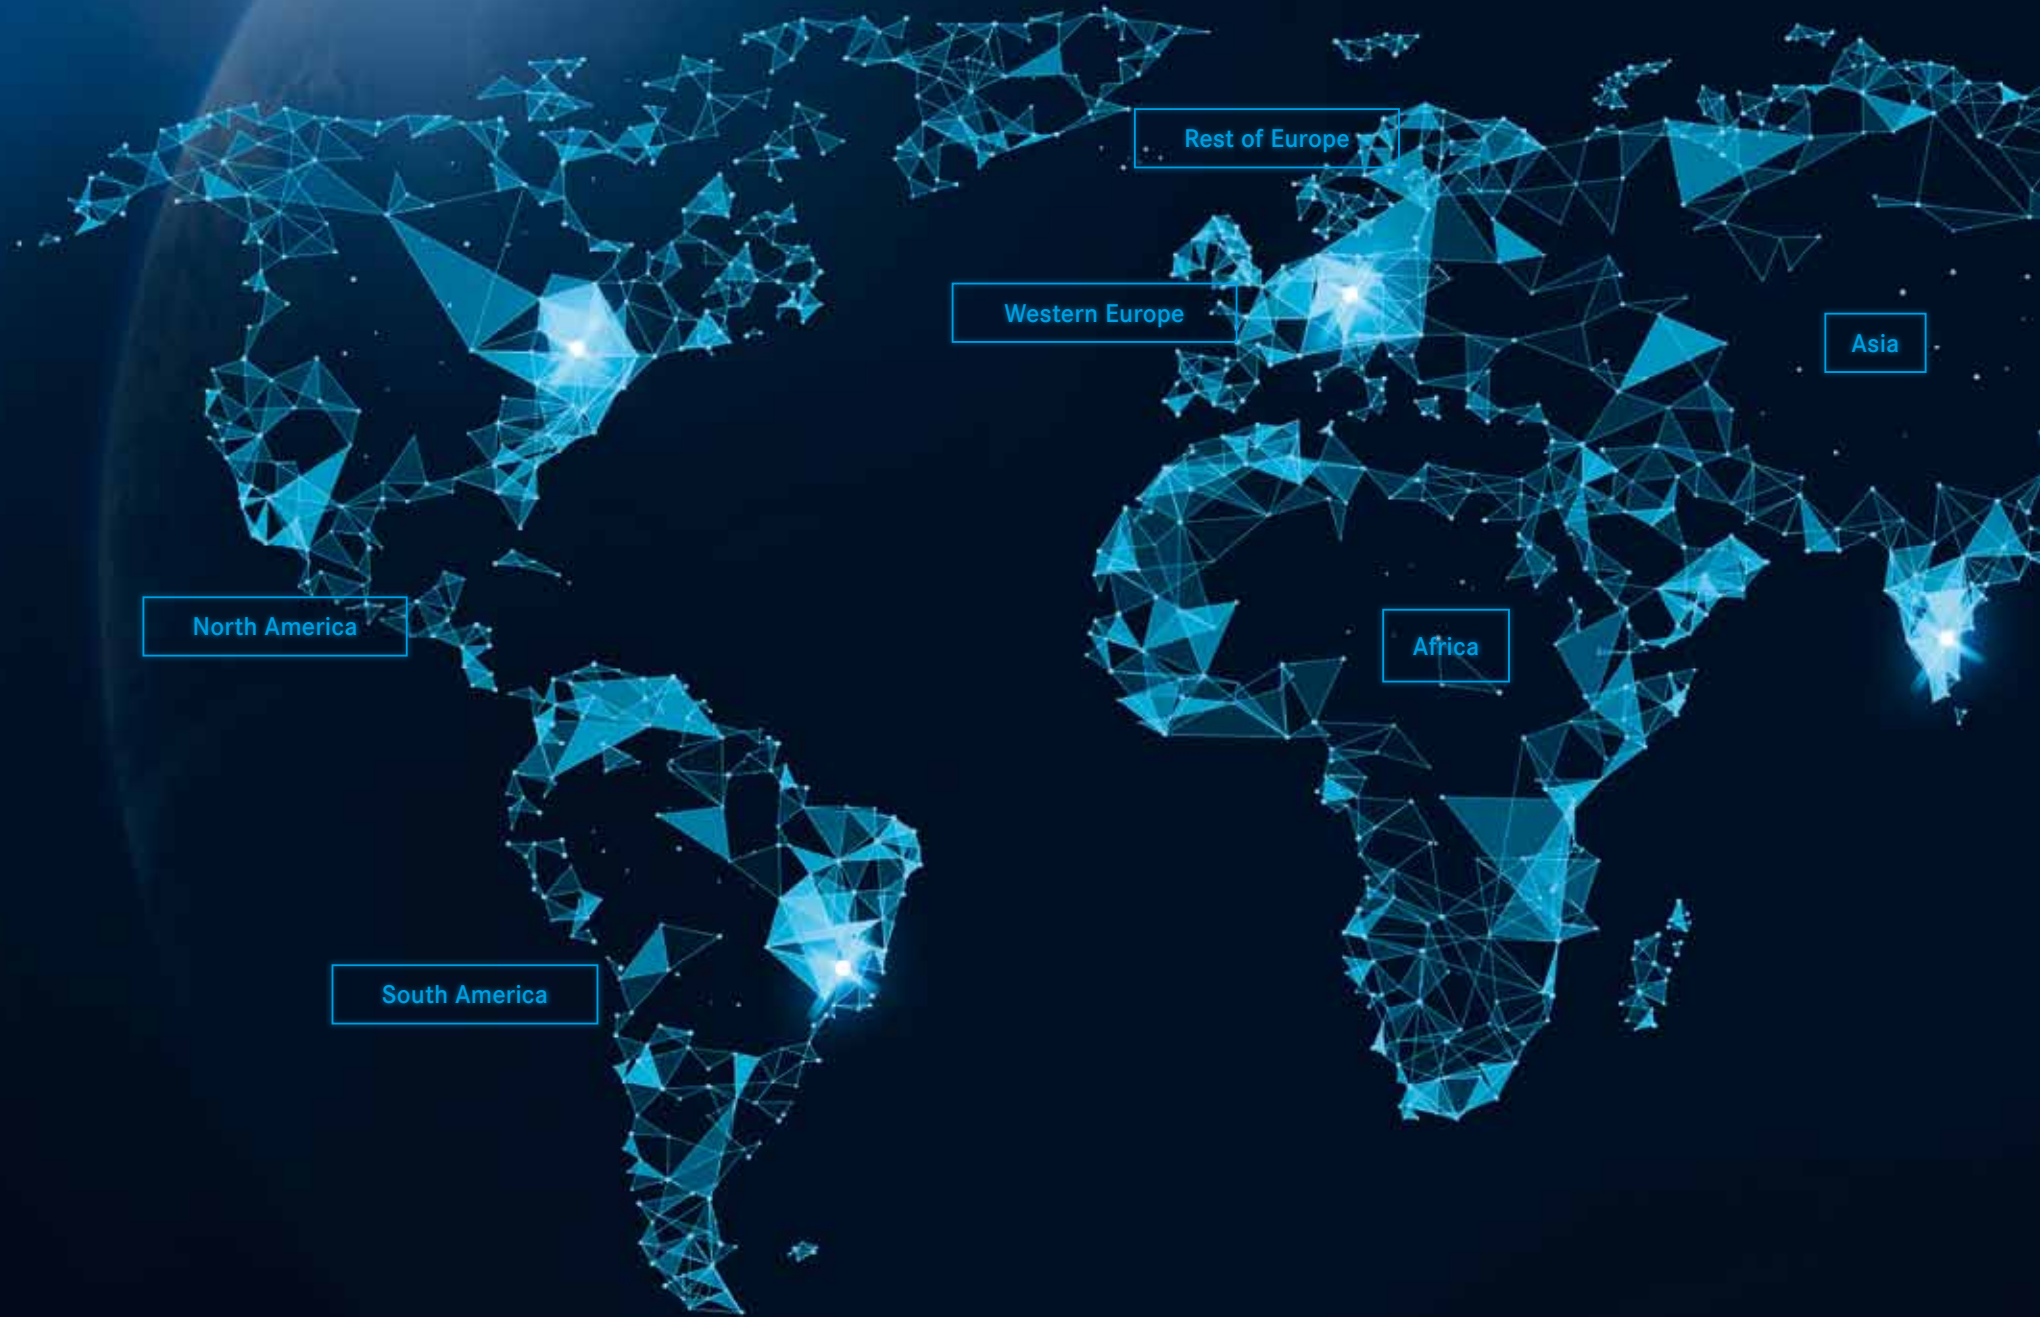 Rest of Europe
Western Europe
Asia
North America
Africa
South America